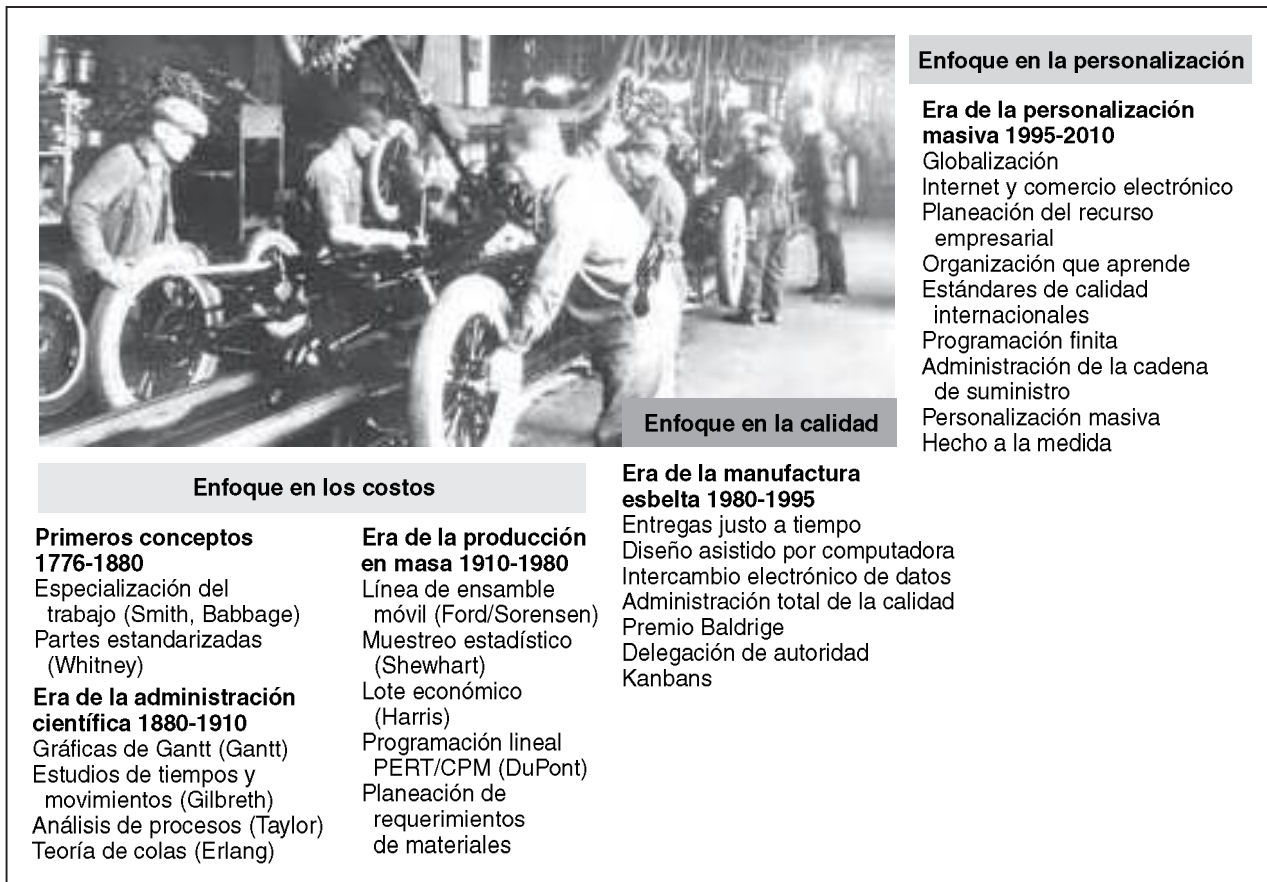 Enfoque en los costos
Primeros conceptos
1776-1880
Especialización del
trabajo (Smith, Babbage)
Partes estandarizadas
(Whitney)
Era de la administración
científica 1880-1910
Gráficas de Gantt (Gantt)
Estudios de tiempos y
movimientos (Gilbreth)
Análisis de procesos (Taylor)
Teoría de colas (Erlang)
Era de la producción
en masa 1910-1980
Línea de ensamble
móvil (Ford/Sorensen)
Muestreo estadístico
(Shewhart)
Lote económico
(Harris)
Programación lineal
PERT/CPM (DuPont)
Planeación de
requerimientos
de materiales
Enfoque en la calidad
Era de la manufactura
esbelta 1980-1995
Entregas justo a tiempo
Diseño asistido por computadora
Intercambio electrónico de datos
Administración total de la calidad
Premio Baldrige
Delegación de autoridad
Kanbans
Enfoque en la personalización
Era de la personalización
masiva 1995-2010
Globalización
Internet y comercio electrónico
Planeación del recurso
empresarial
Organización que aprende
Estándares de calidad
internacionales
Programación finita
Administración de la cadena
de suministro
Personalización masiva
Hecho a la medida